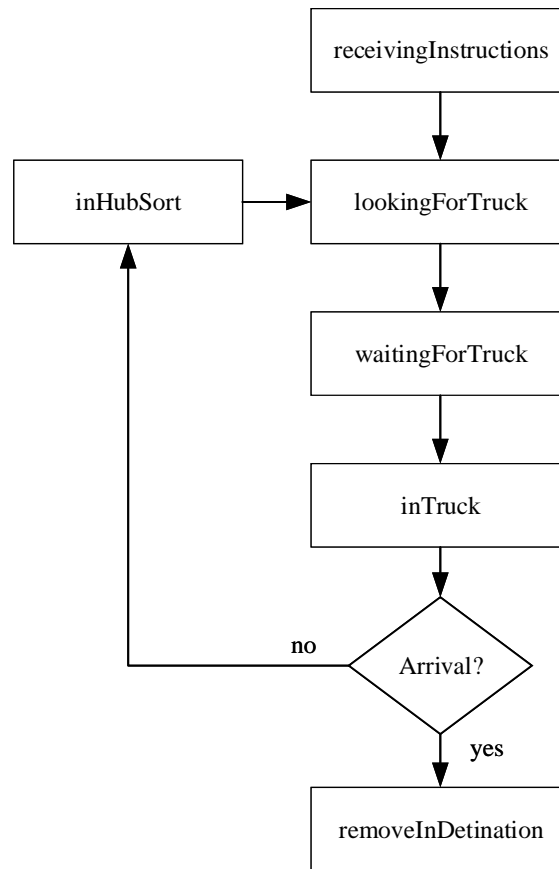 receivingInstructions
inHubSort
lookingForTruck
waitingForTruck
inTruck
no
Arrival?
yes
removeInDetination